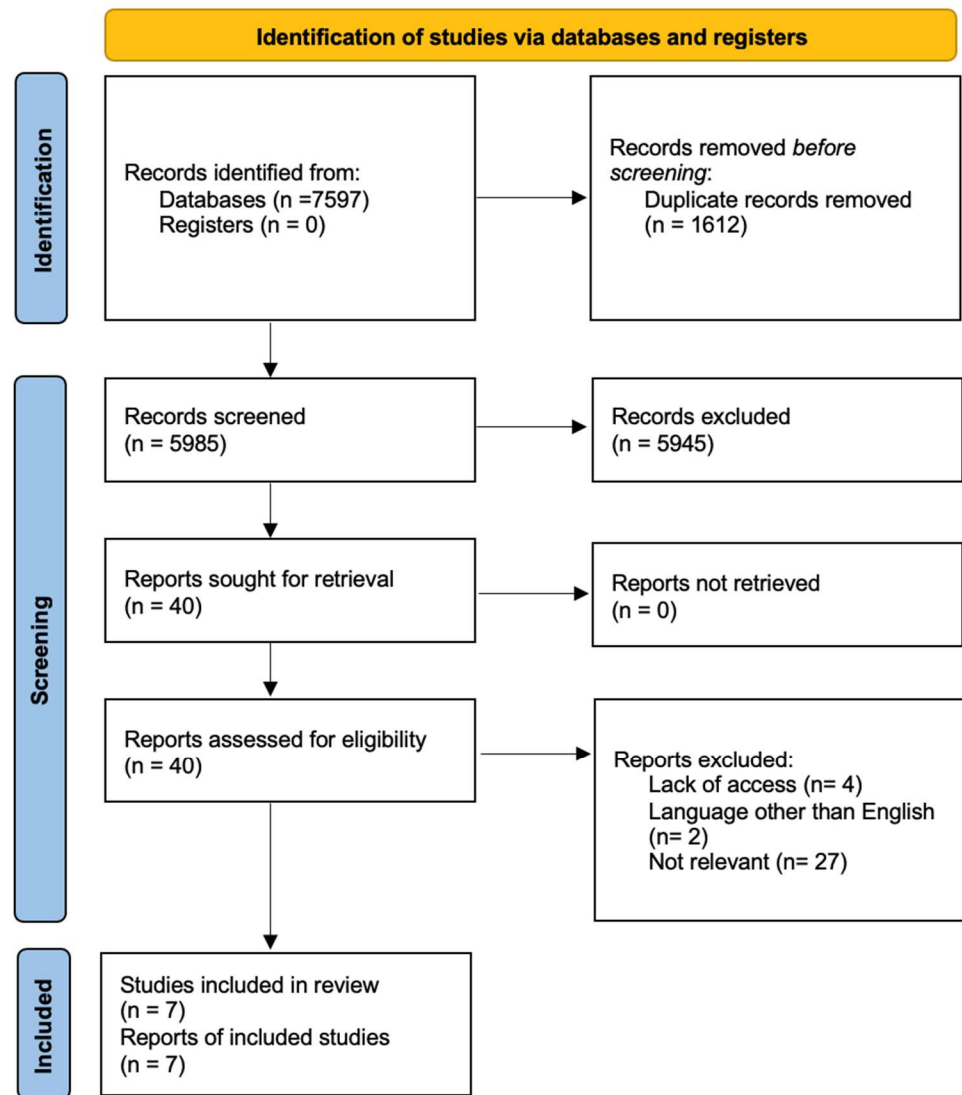 Identification of studies via databases and registers
Identification
Records identified from:
Databases (n =7597)
Registers (n = 0)
Records removed before
screening:
Duplicate records removed
(n = 1612)
Screening
Records screened
(n = 5985)
Records excluded
(n = 5945)
Reports sought for retrieval
(n = 40)
Reports not retrieved
(n = 0)
Reports assessed for eligibility
(n = 40)
Reports excluded:
Lack of access (n= 4)
Language other than English
(n= 2)
Not relevant (n= 27)
Included
Studies included in review
(n = 7)
Reports of included studies
(n = 7)